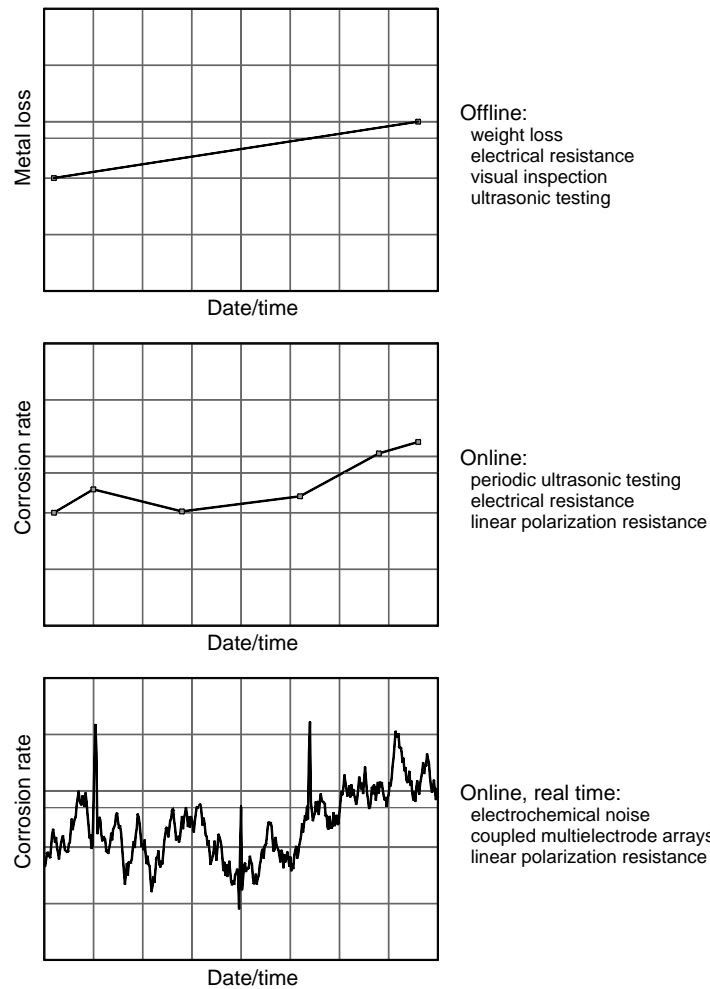 Metal loss
Offline:
weight loss
electrical resistance
visual inspection
ultrasonic testing
Date/time
Corrosion rate
Online:
periodic ultrasonic testing
electrical resistance
linear polarization resistance
Date/time
Corrosion rate
Online, real time:
electrochemical noise
coupled multielectrode arrays
linear polarization resistance
Date/time